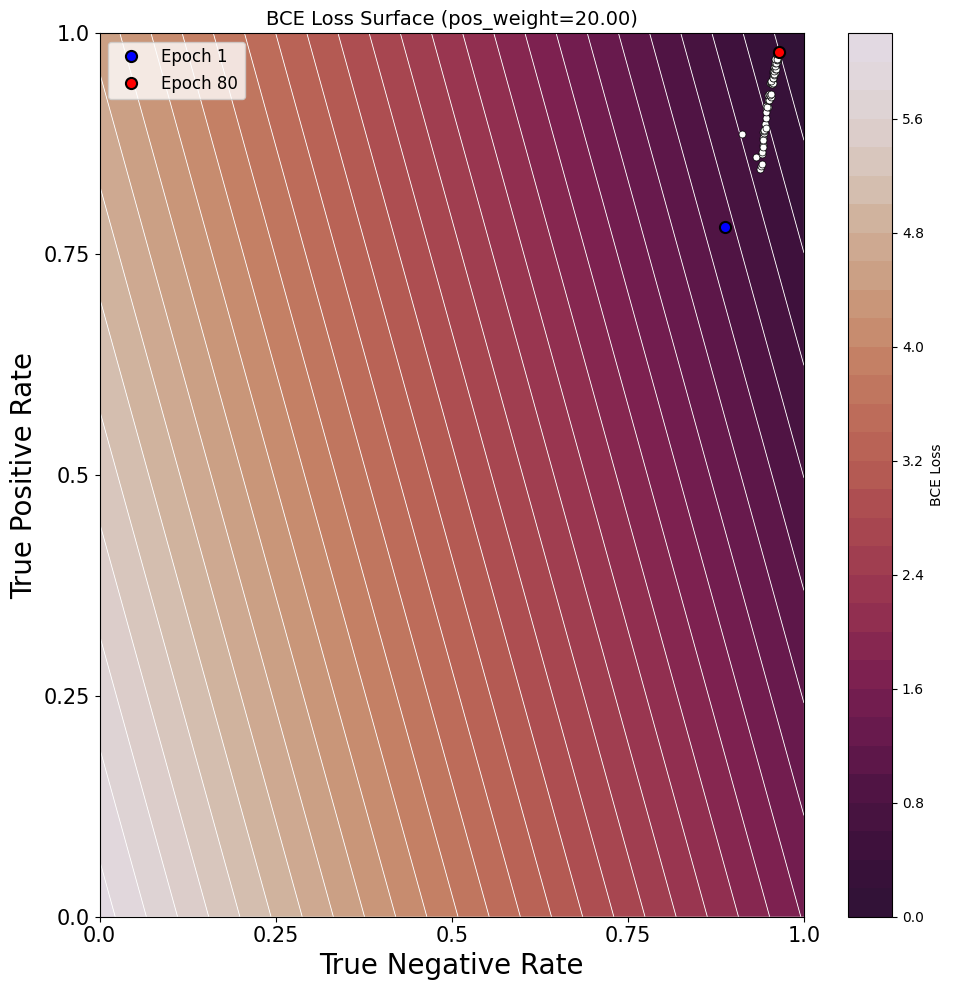 BCE Loss Surface (pos_weight=20.00)
Epoch 1
Epoch 80
True Positive Rate
1.0
0.75
0.5
0.25
0.0
0.0 0.25 0.5 0.75 1.0
True Negative Rate
5.6
4.8
4.0
3.2
2.4
1.6
0.8
0.0
BCE Loss